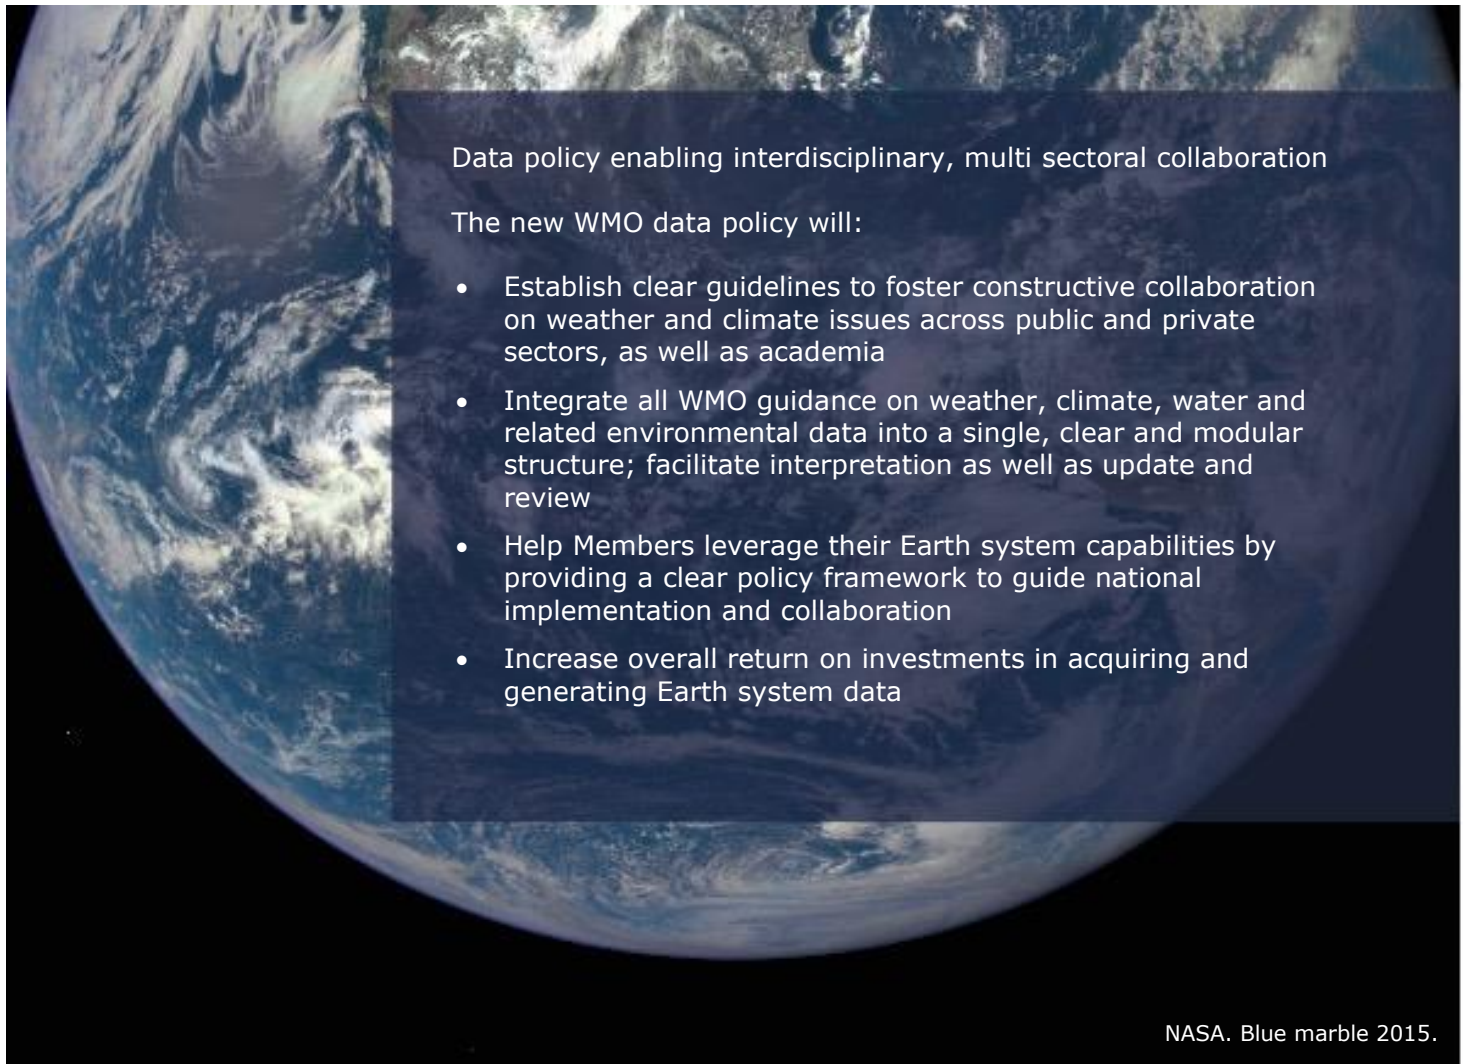 Data policy enabling interdisciplinary, multi sectoral collaboration
The new WMO data policy will:
• Establish clear guidelines to foster constructive collaboration
on weather and climate issues across public and private
sectors, as well as academia
• Integrate all WMO guidance on weather, climate, water and
related environmental data into a single, clear and modular
structure; facilitate interpretation as well as update and
review
• Help Members leverage their Earth system capabilities by
providing a clear policy framework to guide national
implementation and collaboration
• Increase overall return on investments in acquiring and
generating Earth system data
NASA. Blue marble 2015.